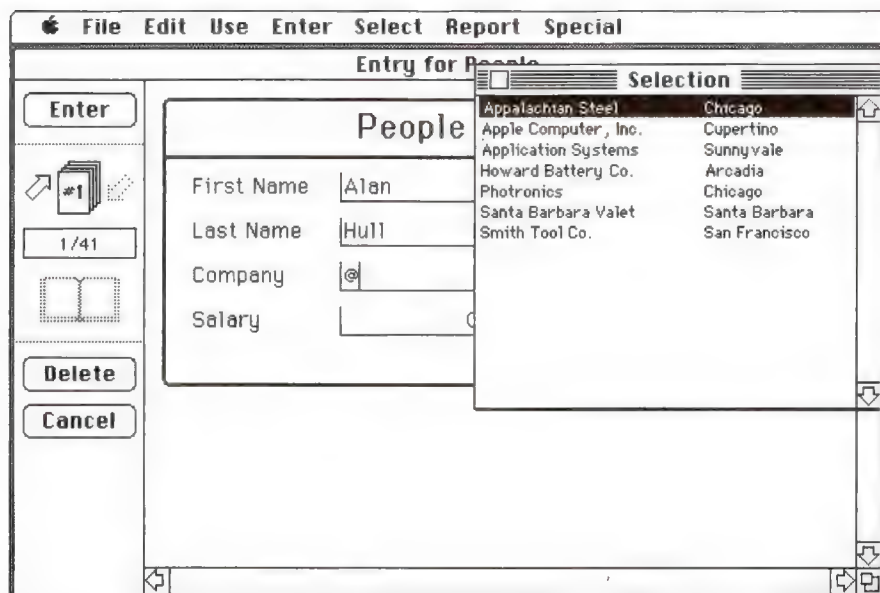 File Edit Use Enter Select Report Special
Entry for People
Selection
Enter
#1
1/41
Delete
Cancel
People
First Name Alan
Last Name Hull
Company @
Salary 0
Appalachian Steel Chicago
Apple Computer, Inc. Cupertino
Application Systems Sunnyvale
Howard Battery Co. Arcadia
Photronics Chicago
Santa Barbara Valet Santa Barbara
Smith Tool Co. San Francisco